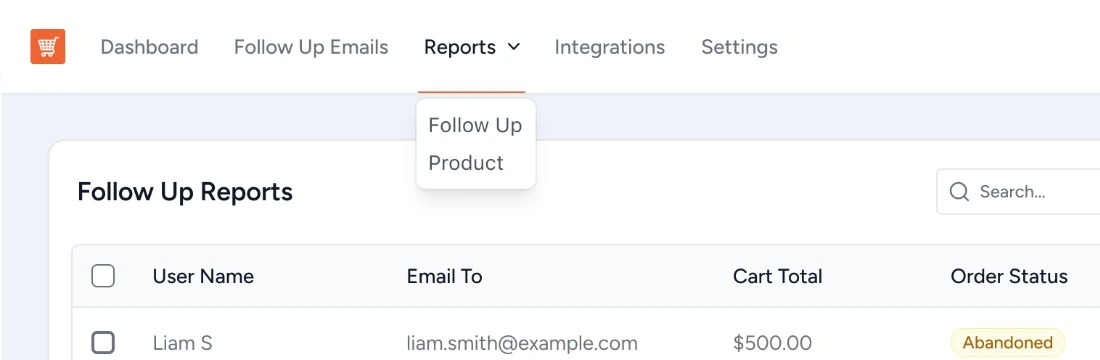 Dashboard Follow Up Emails Reports Integrations Settings
Follow Up
Product
Follow Up Reports Search...
User Name Email To Cart Total Order Status
Liam S liam.smith@example.com $500.00 Abandoned